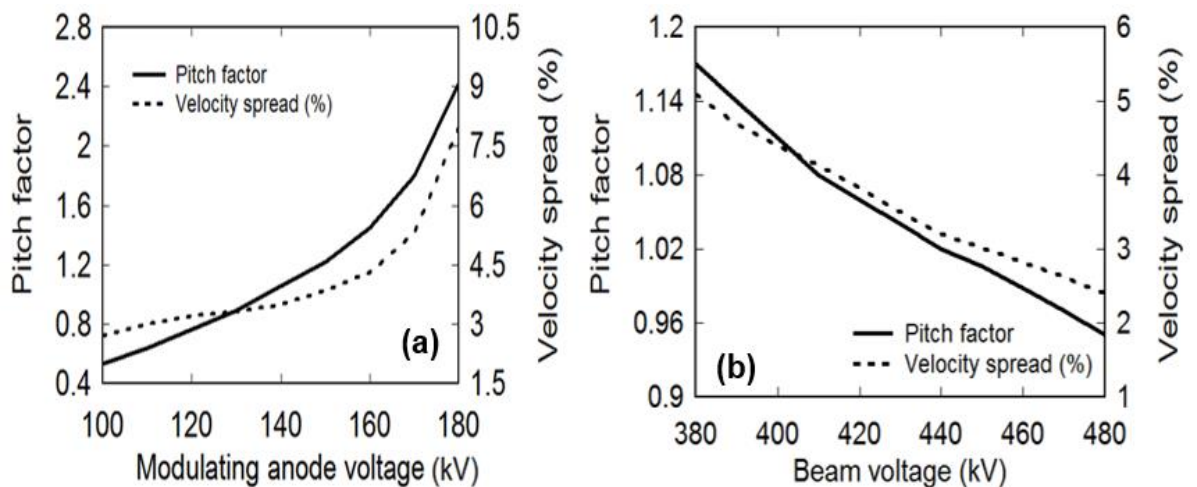 Pitch factor
2.8
2.4
2
1.6
1.2
0.8
0.4
Pitch factor
Velocity spread (%)
(a)
10.5
9
7.5
6
4.5
3
1.5
Velocity spread (%)
100 120 140 160 180
Modulating anode voltage (kV)
Pitch factor
1.2
1.14
1.08
1.02
0.96
0.9
Pitch factor
Velocity spread (%)
(b)
6
5
4
3
2
1
Velocity spread (%)
380 400 420 440 460 480
Beam voltage (kV)